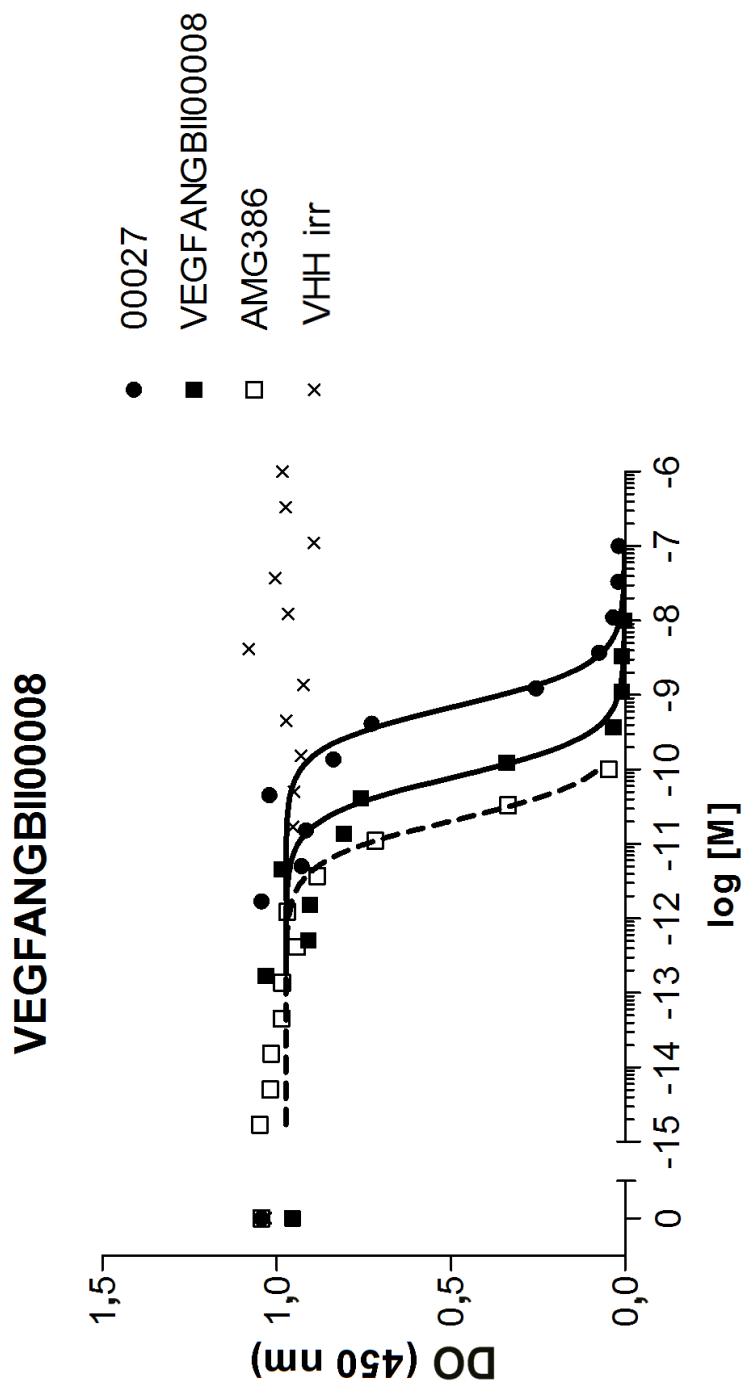 VEGFANGBII00008
DO (450 nm)
1,5
1,0
0,5
0,0
0
-15
-14
-13
-12
-11
-10
-9
-8
-7
-6
log [M]
00027
VEGFANGBII00008
AMG386
VHH irr